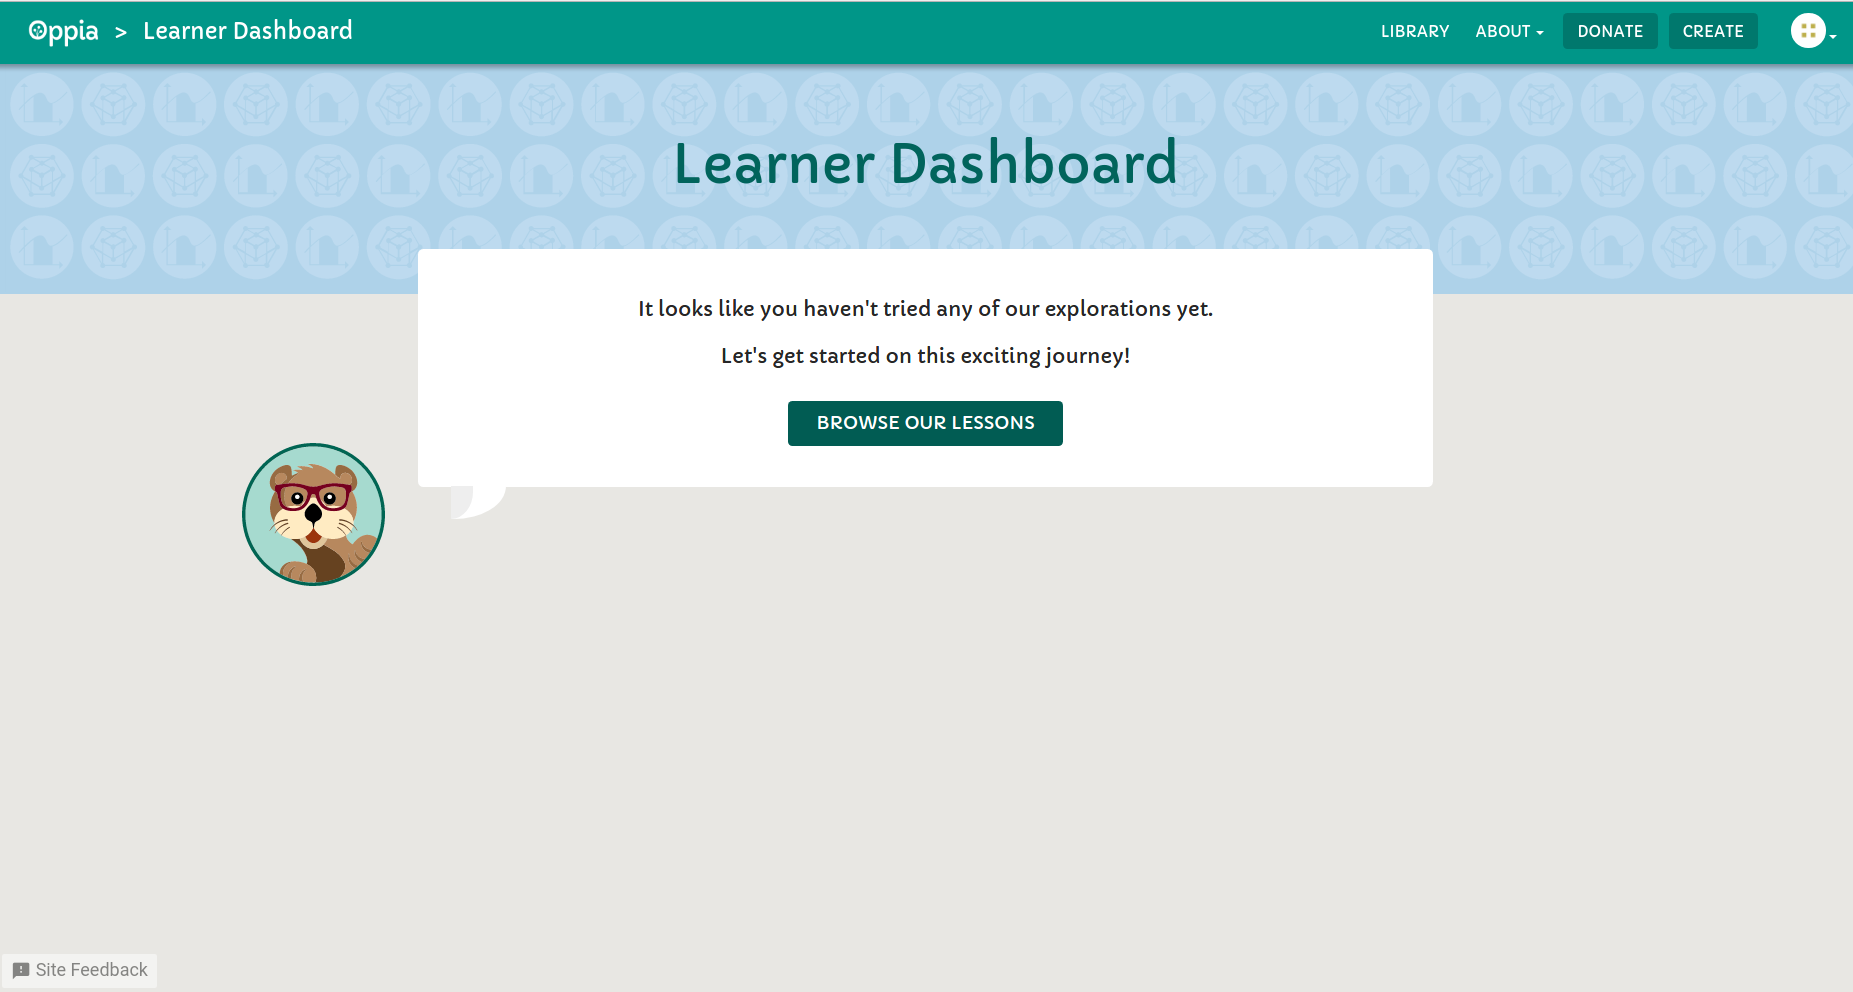 Oppia > Learner Dashboard LIBRARY ABOUT DONATE CREATE
Learner Dashboard
It looks like you haven't tried any of our explorations yet.
Let's get started on this exciting journey!
BROWSE OUR LESSONS
Site Feedback